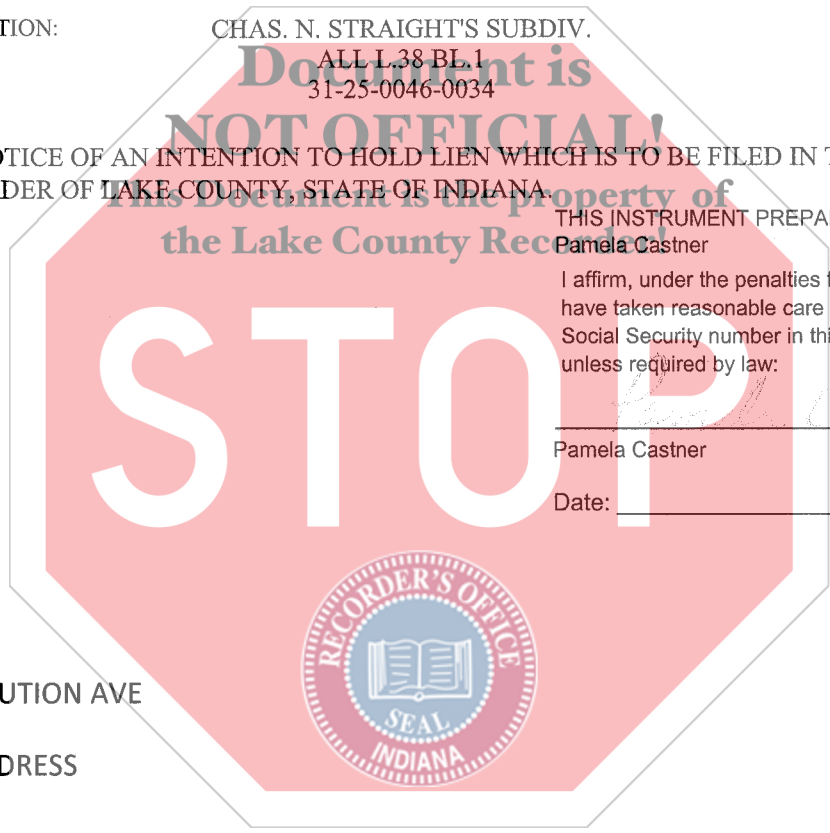 TION:
CHAS. N. STRAIGHT'S SUBDIV.
ALL L.38 BL.1
31-25-0046-0034
Document is
NOT OFFICIAL!
OTICE OF AN INTENTION TO HOLD LIEN WHICH IS TO BE FILED IN T
DER OF LAKE COUNTY, STATE OF INDIANA.
This Document is the property of
the Lake County Recorder!
THIS INSTRUMENT PREPA
Pamela Castner
I affirm, under the penalties f
have taken reasonable care
Social Security number in thi
unless required by law:
Pamela Castner
Date:
STOP
RECORDER'S OFFICE
SEAL
INDIANA
UTION AVE
DRESS